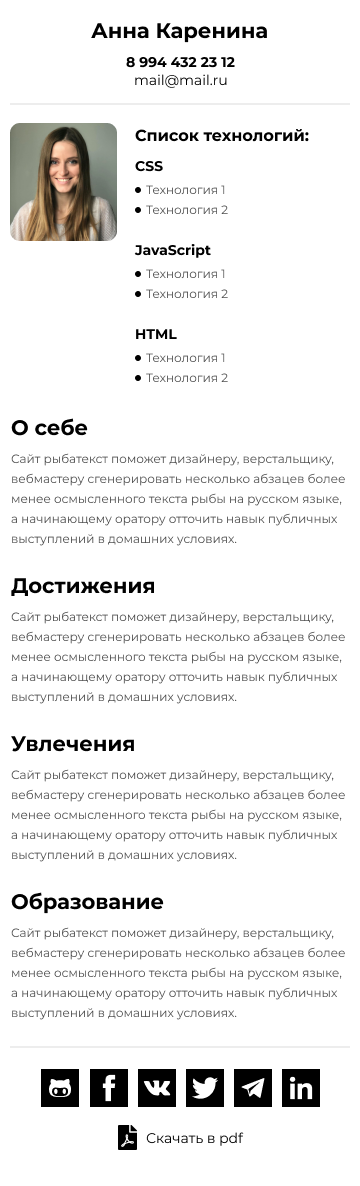 Анна Каренина
8 994 432 23 12
mail@mail.ru
Список технологий:
CSS
Технология 1
Технология 2
JavaScript
Технология 1
Технология 2
HTML
Технология 1
Технология 2
О себе
Сайт рыбатекст поможет дизайнеру, верстальщику,
вебмастеру сгенерировать несколько абзацев более
менее осмысленного текста рыбы на русском языке,
а начинающему оратору отточить навык публичных
выступлений в домашних условиях.
Достижения
Сайт рыбатекст поможет дизайнеру, верстальщику,
вебмастеру сгенерировать несколько абзацев более
менее осмысленного текста рыбы на русском языке,
а начинающему оратору отточить навык публичных
выступлений в домашних условиях.
Увлечения
Сайт рыбатекст поможет дизайнеру, верстальщику,
вебмастеру сгенерировать несколько абзацев более
менее осмысленного текста рыбы на русском языке,
а начинающему оратору отточить навык публичных
выступлений в домашних условиях.
Образование
Сайт рыбатекст поможет дизайнеру, верстальщику,
вебмастеру сгенерировать несколько абзацев более
менее осмысленного текста рыбы на русском языке,
а начинающему оратору отточить навык публичных
выступлений в домашних условиях.
Скачать в pdf